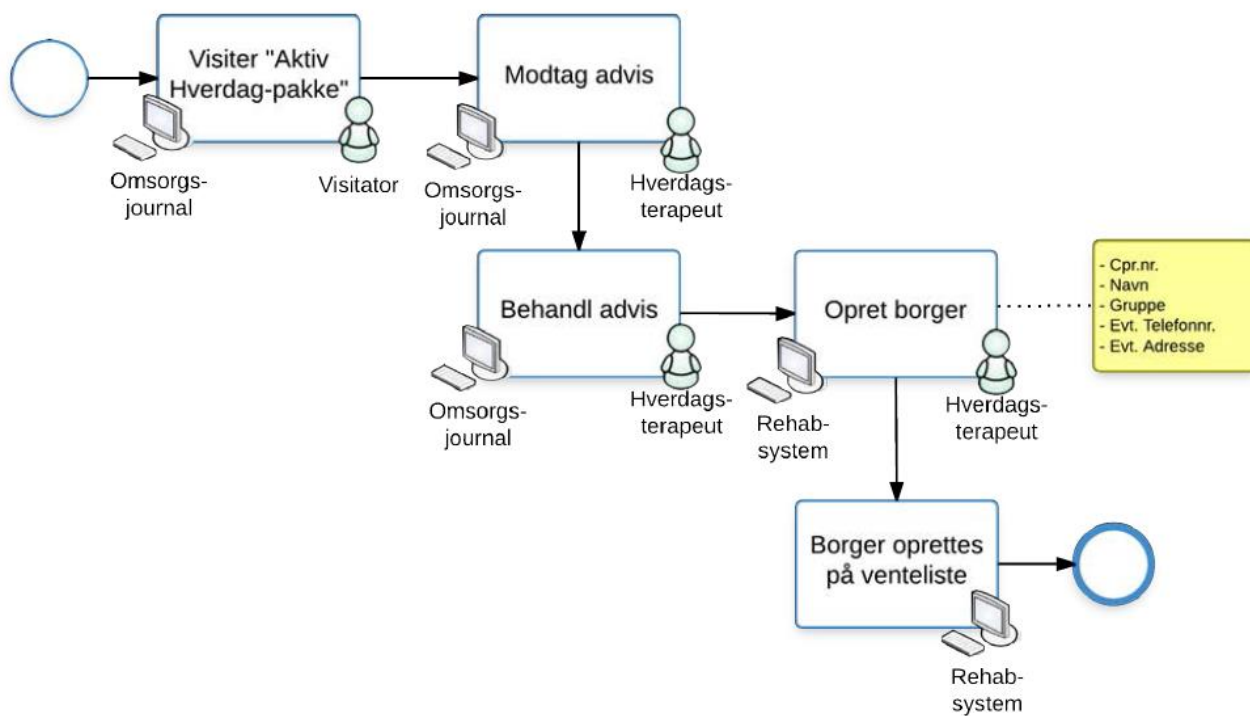 Visiter "Aktiv
Hverdag-pakke"
Omsorgs-
journal
Visitator
Modtag advis
Omsorgs-
journal
Hverdags-
terapeut
Behandl advis
Omsorgs-
journal
Hverdags-
terapeut
Opret borger
Rehab-
system
Hverdags-
terapeut
- Cpr.nr.
- Navn
- Gruppe
- Evt. Telefonnr.
- Evt. Adresse
Borger oprettes
på venteliste
Rehab-
system